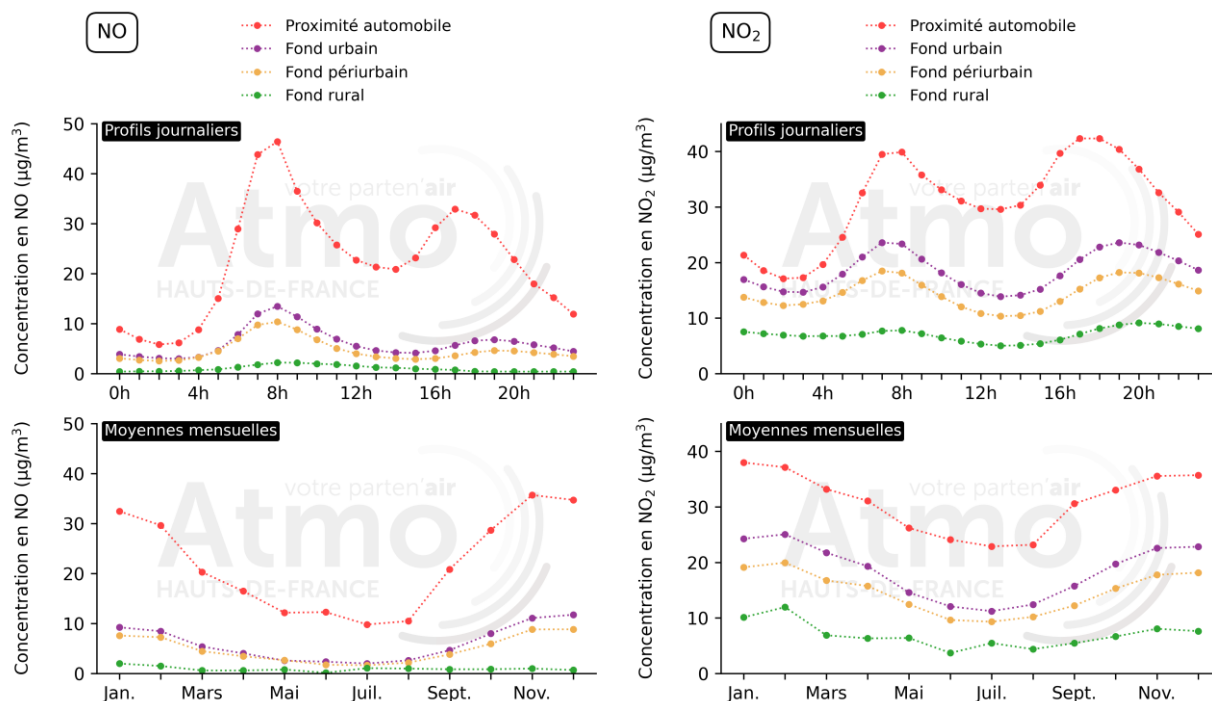 NO
Proximité automobile
Fond urbain
Fond périurbain
Fond rural
NO₂
Proximité automobile
Fond urbain
Fond périurbain
Fond rural
Concentration en NO (µg/m³)
50
40
30
20
10
0
Profils journaliers
votre parten'air
Atmo
HAUTS-DE-FRANCE
0h
4h
8h
12h
16h
20h
Concentration en NO₂ (µg/m³)
40
30
20
10
0
Profils journaliers
votre parten'air
Atmo
HAUTS-DE-FRANCE
0h
4h
8h
12h
16h
20h
Concentration en NO (µg/m³)
50
40
30
20
10
0
Moyennes mensuelles
votre parten'air
Atmo
HAUTS-DE-FRANCE
Jan.
Mars
Mai
Juil.
Sept.
Nov.
Concentration en NO₂ (µg/m³)
40
30
20
10
0
Moyennes mensuelles
votre parten'air
Atmo
HAUTS-DE-FRANCE
Jan.
Mars
Mai
Juil.
Sept.
Nov.